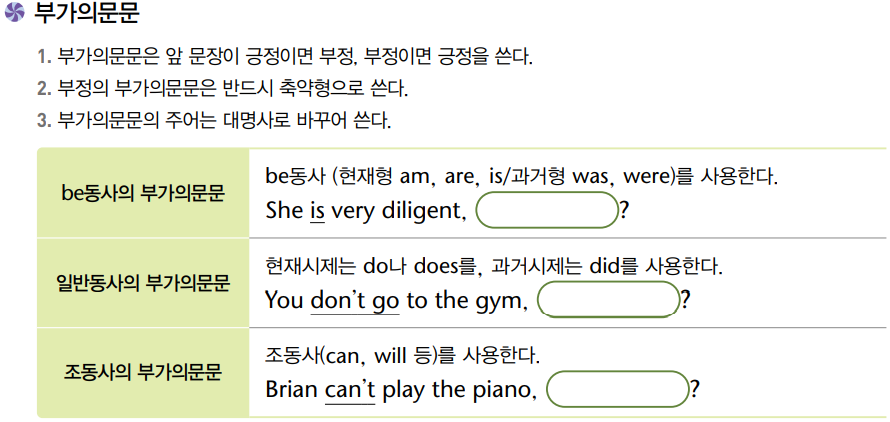 부가의문문
1. 부가의문문은 앞 문장이 긍정이면 부정, 부정이면 긍정을 쓴다.
2. 부정의 부가의문문은 반드시 축약형으로 쓴다.
3. 부가의문문의 주어는 대명사로 바꾸어 쓴다.
be동사의 부가의문문
be동사 (현재형 am, are, is/과거형 was, were)를 사용한다.
She is very diligent, ?
일반동사의 부가의문문
현재시제는 do나 does를, 과거시제는 did를 사용한다.
You don't go to the gym, ?
조동사의 부가의문문
조동사(can, will 등)를 사용한다.
Brian can't play the piano, ?